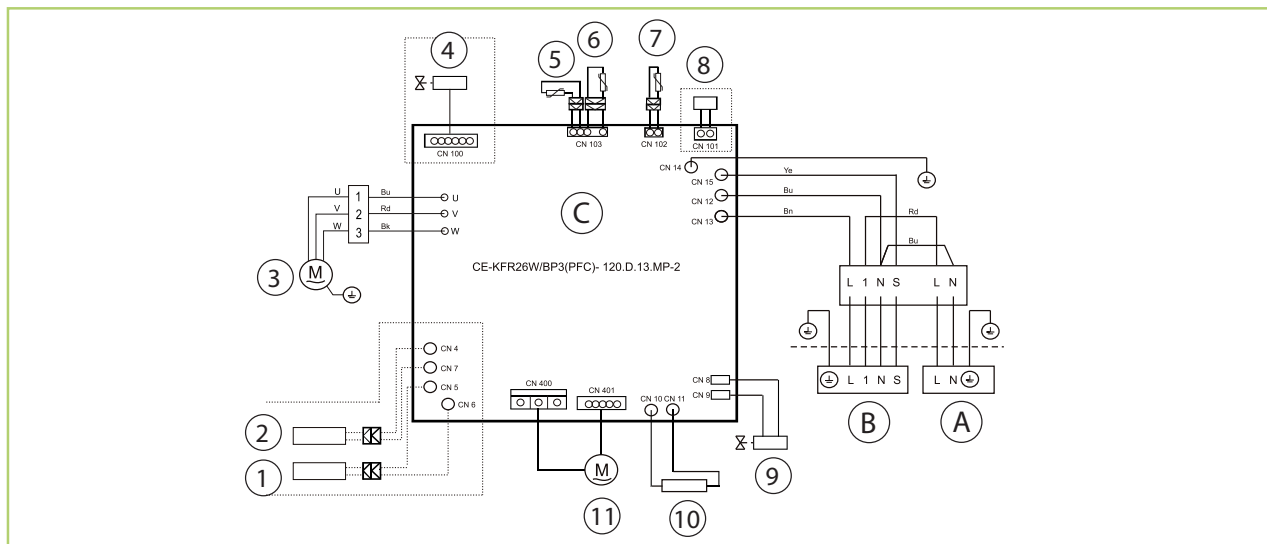 4
5
6
7
8
CN 100
CN 103
CN 102
CN 101
CN 14
CN 15
Ye
CN 12
Bu
CN 13
Bn
Rd
Bu
U
1
Bu
U
V
2
Rd
V
W
3
Bk
W
C
3
M
CE-KFR26W/BP3(PFC)- 120.D.13.MP-2
L 1 N S L N
CN 4
CN 7
CN 5
CN 6
CN 400
CN 401
CN 10
CN 11
CN 8
CN 9
L 1 N S
L N
B
A
2
1
M
11
10
9